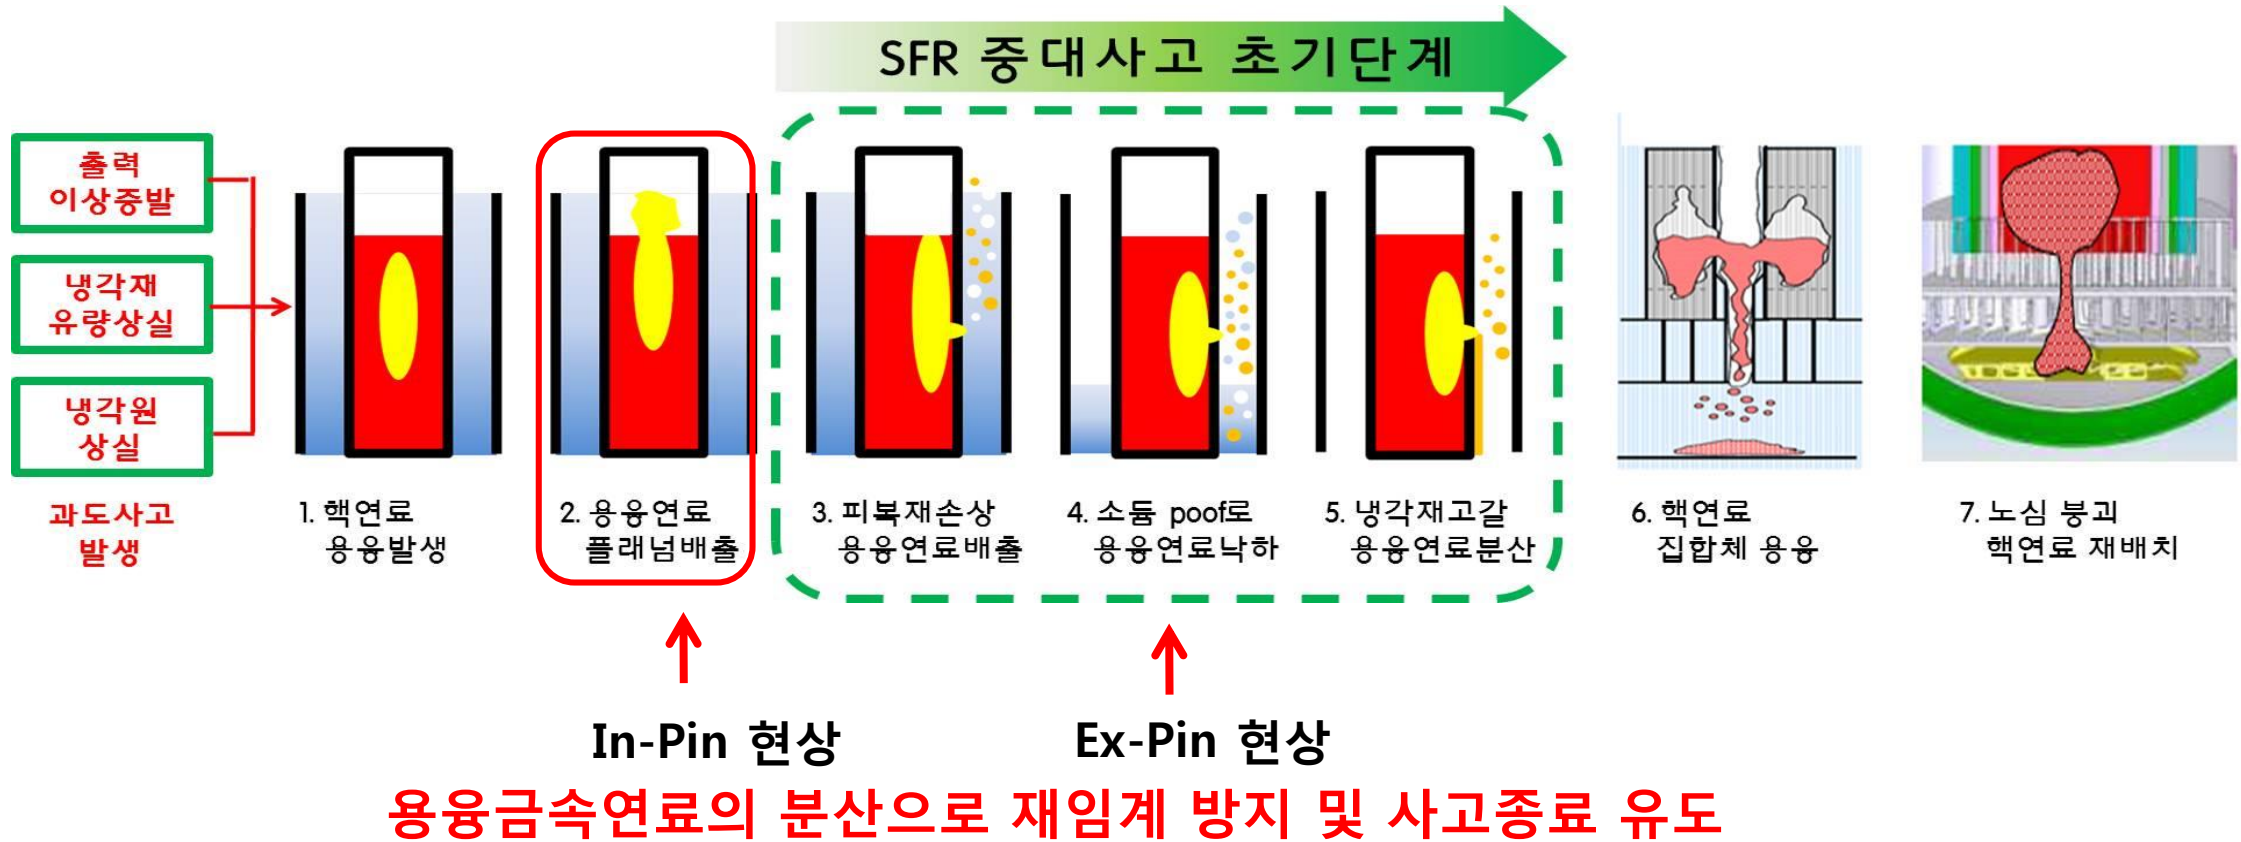 SFR 중대사고 초기단계
출력
이상증발
냉각재
유량상실
냉각원
상실
과도사고
발생
1. 핵연료
용융발생
2. 용융연료
플래넘배출
3. 피복재손상
용융연료배출
4. 소듐 poof로
용융연료낙하
5. 냉각재고갈
용융연료분산
6. 핵연료
집합체 용융
7. 노심 붕괴
핵연료 재배치
In-Pin 현상
Ex-Pin 현상
용융금속연료의 분산으로 재임계 방지 및 사고종료 유도